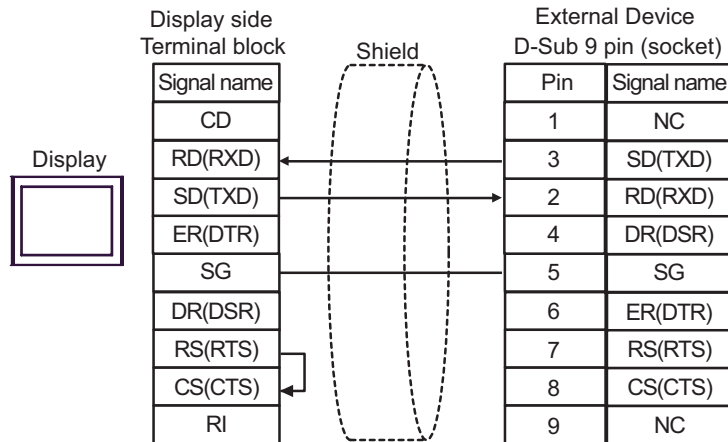 Display side
Terminal block
Shield
External Device
D-Sub 9 pin (socket)
Signal name Pin Signal name
CD 1 NC
Display
RD(RXD) 3 SD(TXD)
SD(TXD) 2 RD(RXD)
ER(DTR) 4 DR(DSR)
SG 5 SG
DR(DSR) 6 ER(DTR)
RS(RTS) 7 RS(RTS)
CS(CTS) 8 CS(CTS)
RI 9 NC